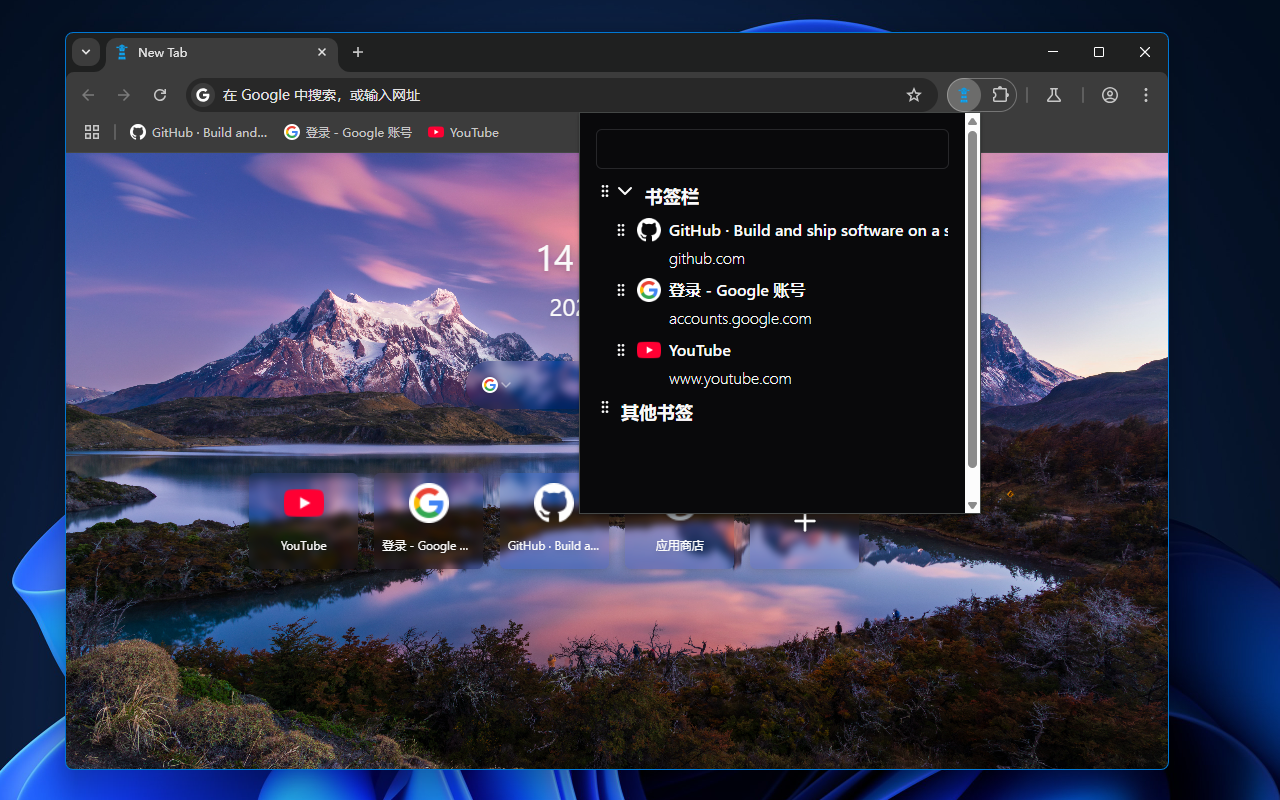 New Tab
在 Google 中搜索，或输入网址
GitHub · Build and...
登录 - Google 账号
YouTube
书签栏
GitHub · Build and ship software on a s
github.com
登录 - Google 账号
accounts.google.com
YouTube
www.youtube.com
其他书签
14
202
YouTube
登录 - Google ...
GitHub · Build a...
应用商店